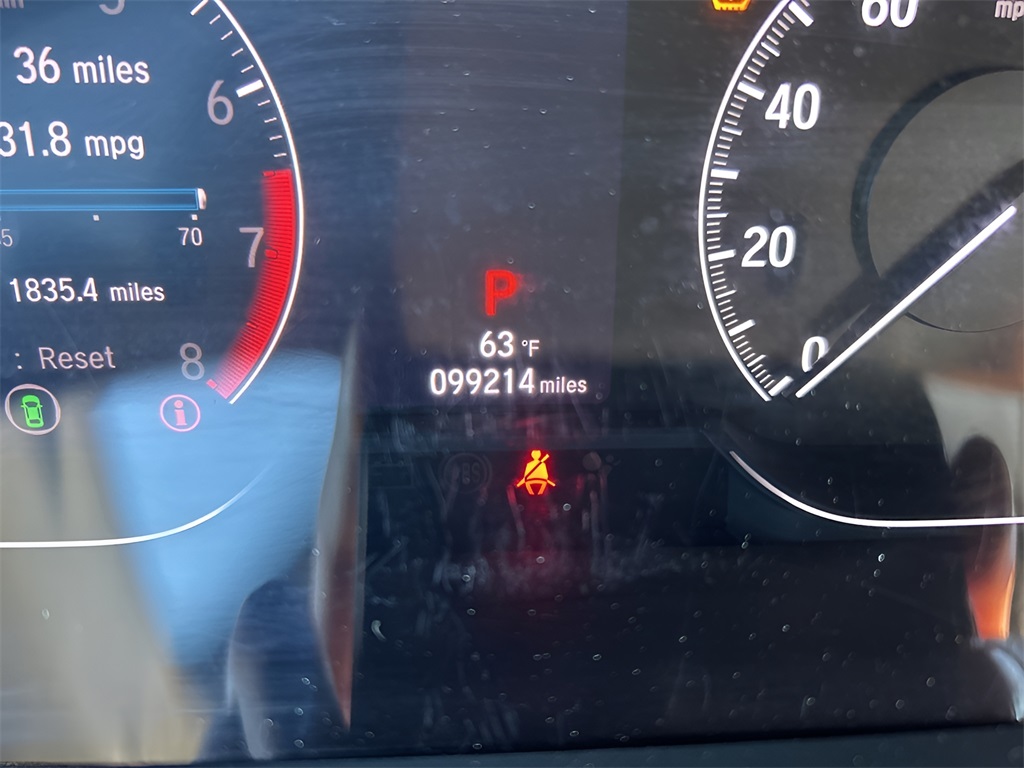 36 miles
6
31.8 mpg
70
7
1835.4 miles
: Reset
8
i
P
63 °F
099214 miles
60
40
20
0